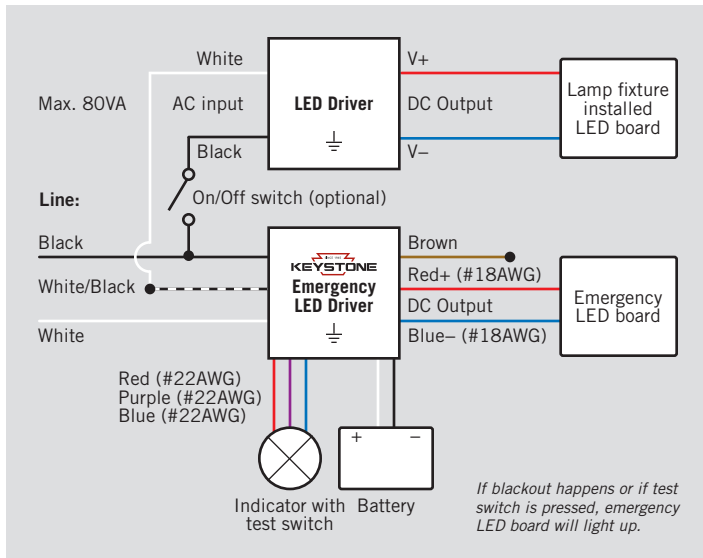 White
V+
Max. 80VA
AC input
LED Driver
DC Output
Lamp fixture
installed
LED board
Black
V–
Line:
On/Off switch (optional)
Black
KEYSTONE
Brown
White/Black
Emergency
LED Driver
Red+ (#18AWG)
DC Output
Emergency
LED board
White
Blue– (#18AWG)
Red (#22AWG)
Purple (#22AWG)
Blue (#22AWG)
+ –
Indicator with
test switch
Battery
If blackout happens or if test
switch is pressed, emergency
LED board will light up.